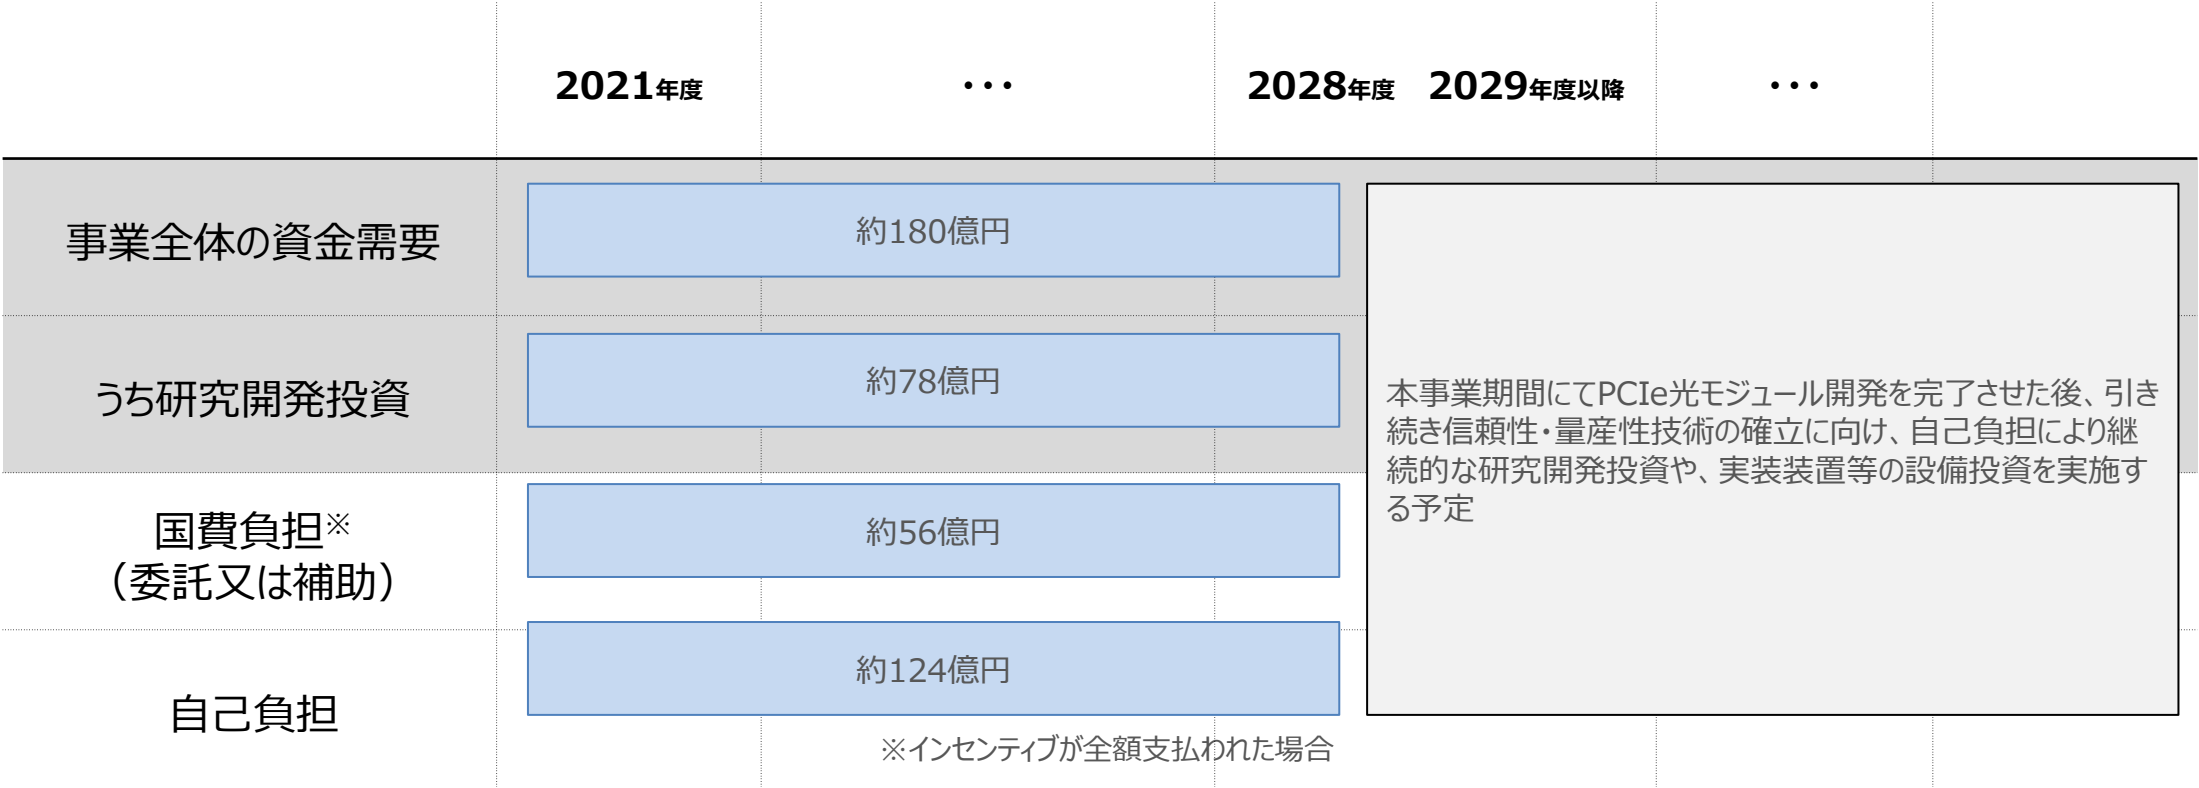 2021年度 ・・・ 2028年度 2029年度以降 ・・・
事業全体の資金需要
約180億円
うち研究開発投資
約78億円
国費負担※
（委託又は補助）
約56億円
自己負担
約124億円
本事業期間にてPCIe光モジュール開発を完了させた後、引き
続き信頼性・量産性技術の確立に向け、自己負担により継
続的な研究開発投資や、実装装置等の設備投資を実施す
る予定
※インセンティブが全額支払われた場合